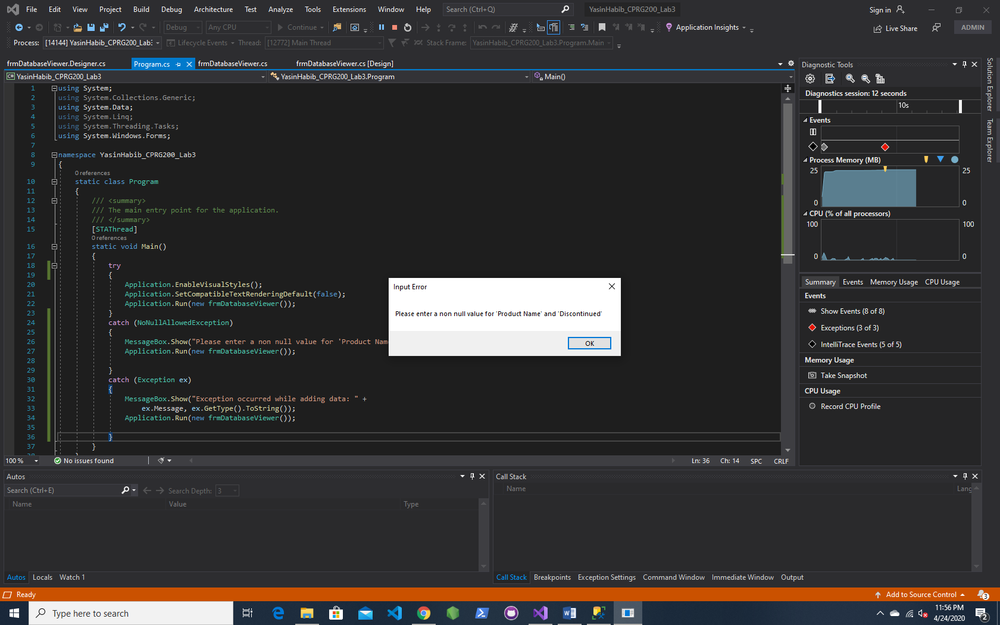 File Edit View Project Build Debug Architecture Test Analyze Tools Extensions Window Help Search (Ctrl+Q) YasinHabib_CPRG200_Lab3 Sign in
Debug Any CPU Continue Application Insights Live Share ADMIN
Process: [14144] YasinHabib_CPRG200_Lab3 Lifecycle Events Thread: [12772] Main Thread Stack Frame: YasinHabib_CPRG200_Lab3.Program.Main
frmDatabaseViewer.Designer.cs Program.cs frmDatabaseViewer.cs frmDatabaseViewer.cs [Design]
C# YasinHabib_CPRG200_Lab3 YasinHabib_CPRG200_Lab3.Program Main()
1 using System;
2 using System.Collections.Generic;
3 using System.Data;
4 using System.Linq;
5 using System.Threading.Tasks;
6 using System.Windows.Forms;
7
8 namespace YasinHabib_CPRG200_Lab3
9 {
0 references
10 static class Program
11 {
12 /// <summary>
13 /// The main entry point for the application.
14 /// </summary>
15 [STAThread]
0 references
16 static void Main()
17 {
18 try
19 {
20 Application.EnableVisualStyles();
21 Application.SetCompatibleTextRenderingDefault(false);
22 Application.Run(new frmDatabaseViewer());
23 }
24 catch (NoNullAllowedException)
25 {
26 MessageBox.Show("Please enter a non null value for 'Product Name
27 Application.Run(new frmDatabaseViewer());
28
29 }
30 catch (Exception ex)
31 {
32 MessageBox.Show("Exception occurred while adding data: " +
33 ex.Message, ex.GetType().ToString());
34 Application.Run(new frmDatabaseViewer());
35
36 }
37 }
100 % No issues found Ln: 36 Ch: 14 SPC CRLF
Input Error
Please enter a non null value for 'Product Name' and 'Discontinued'
OK
Diagnostic Tools
Diagnostics session: 12 seconds
10s
Events
Process Memory (MB)
25 25
0 0
CPU (% of all processors)
100 100
0 0
Summary Events Memory Usage CPU Usage
Events
Show Events (8 of 8)
Exceptions (3 of 3)
IntelliTrace Events (5 of 5)
Memory Usage
Take Snapshot
CPU Usage
Record CPU Profile
Solution Explorer
Team Explorer
Autos
Search (Ctrl+E) Search Depth: 3
Name Value Type
Autos Locals Watch 1
Call Stack
Name Lang
Call Stack Breakpoints Exception Settings Command Window Immediate Window Output
Ready Add to Source Control 3
Type here to search
11:56 PM
4/24/2020
2